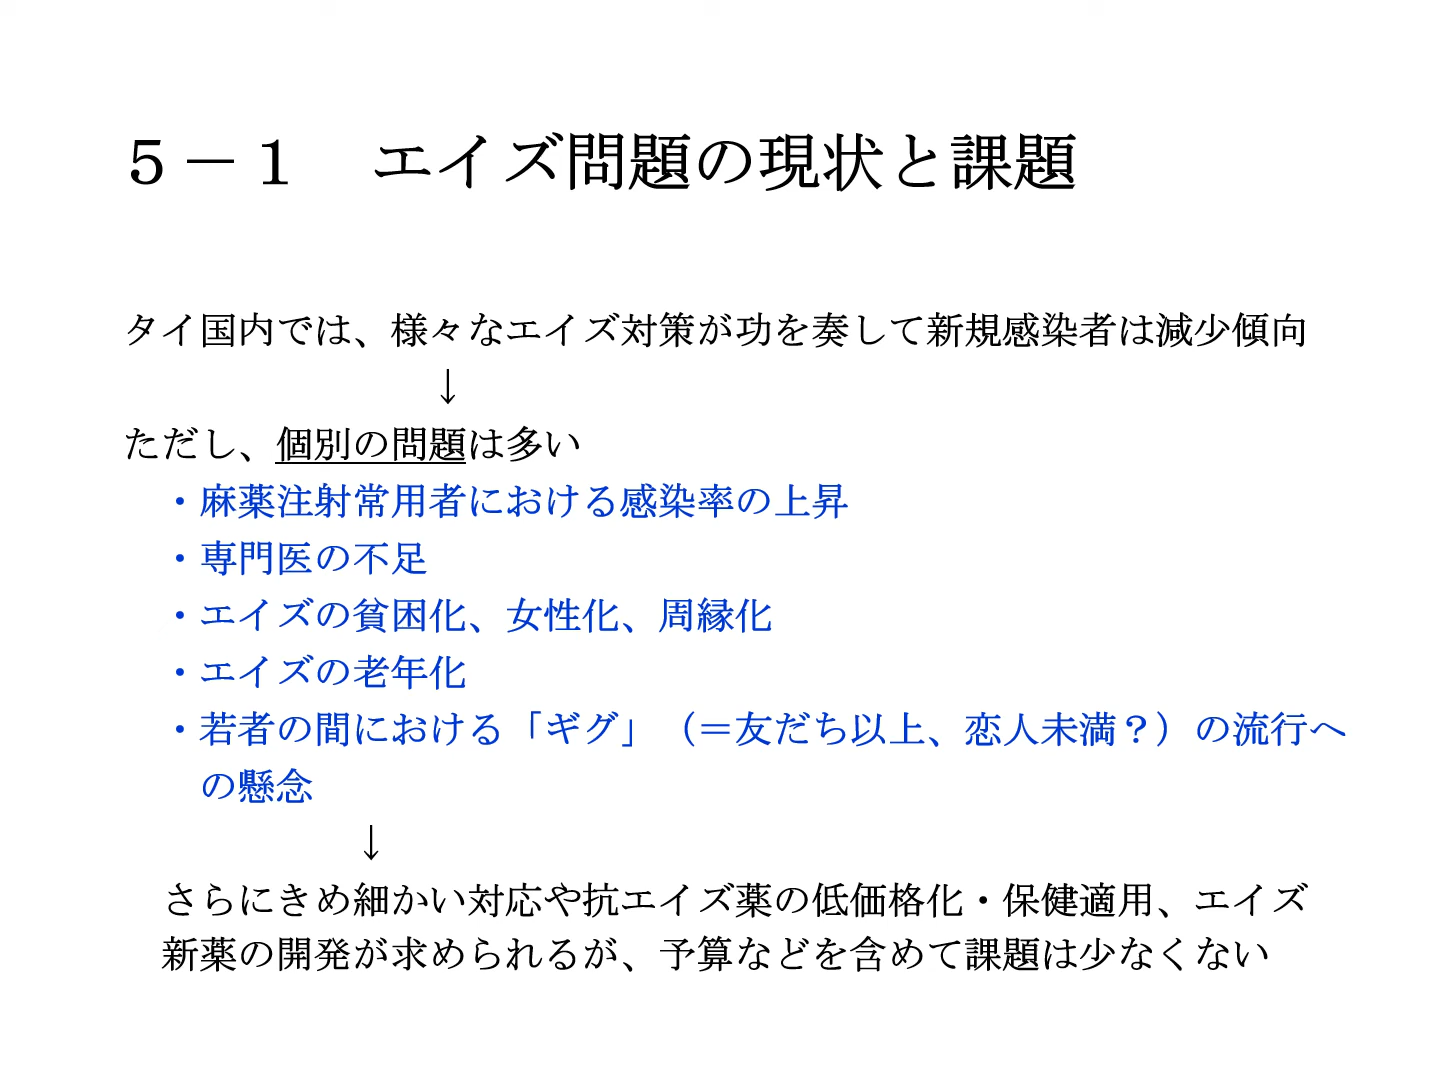 ５－１　エイズ問題の現状と課題
タイ国内では、様々なエイズ対策が功を奏して新規感染者は減少傾向
↓
ただし、個別の問題は多い
・麻薬注射常用者における感染率の上昇
・専門医の不足
・エイズの貧困化、女性化、周縁化
・エイズの老年化
・若者の間における「ギグ」（＝友だち以上、恋人未満？）の流行へ
の懸念
↓
さらにきめ細かい対応や抗エイズ薬の低価格化・保健適用、エイズ
新薬の開発が求められるが、予算などを含めて課題は少なくない